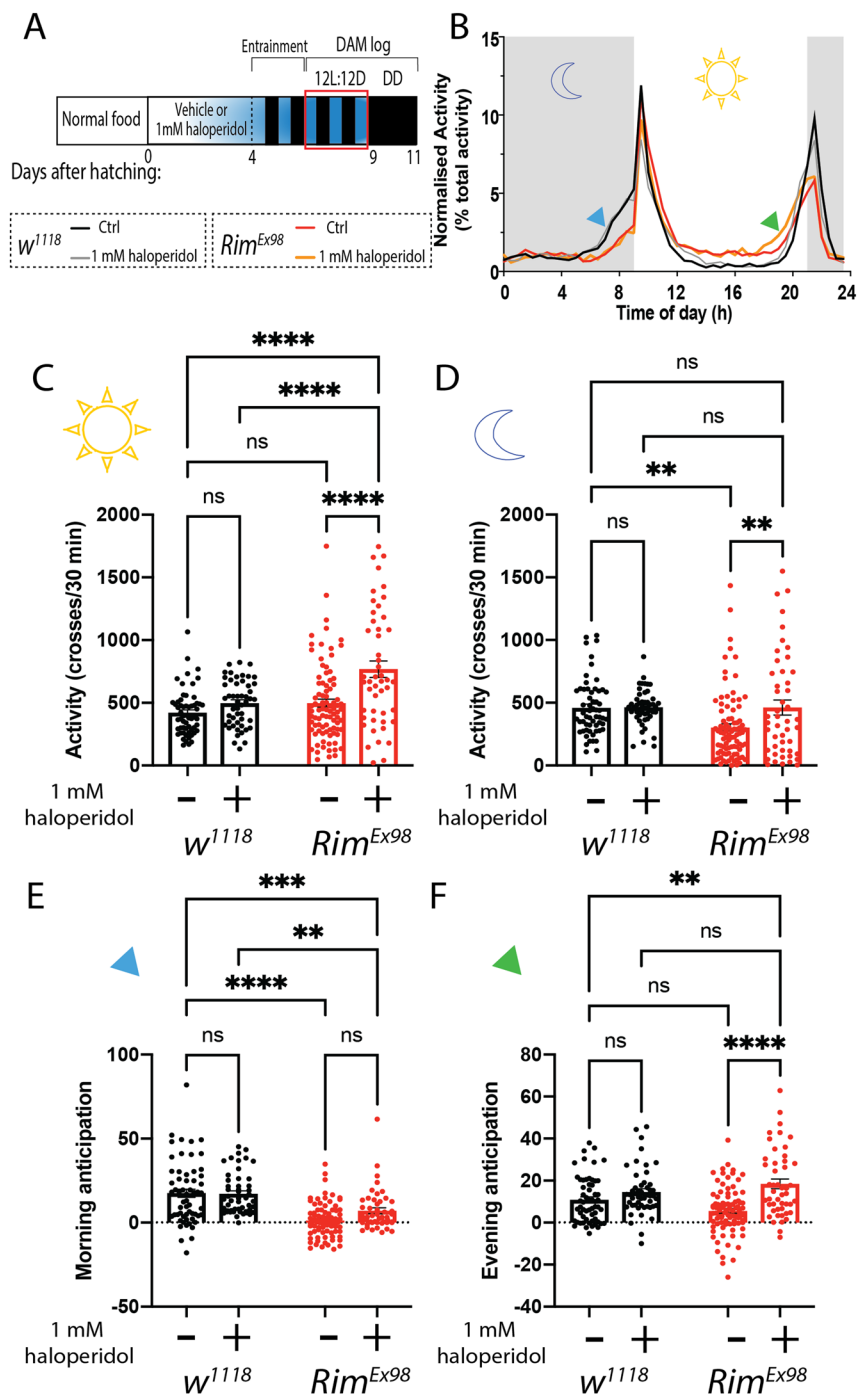 A
Entrainment
DAM log
12L:12D
DD
Normal food
Vehicle or
1mM haloperidol
0
4
9
11
Days after hatching:
w1118
Ctrl
1 mM haloperidol
RimEx98
Ctrl
1 mM haloperidol
B
Normalised Activity
(% total activity)
15
10
5
0
0
4
8
12
16
20
24
Time of day (h)
C
****
****
ns
ns
****
Activity (crosses/30 min)
2000
1500
1000
500
0
1 mM
haloperidol
- + - +
w1118
RimEx98
D
ns
ns
**
ns
**
Activity (crosses/30 min)
2000
1500
1000
500
0
1 mM
haloperidol
- + - +
w1118
RimEx98
E
***
**
****
ns
ns
Morning anticipation
100
50
0
-50
1 mM
haloperidol
- + - +
w1118
RimEx98
F
**
ns
ns
ns
****
Evening anticipation
80
60
40
20
0
-20
-40
1 mM
haloperidol
- + - +
w1118
RimEx98